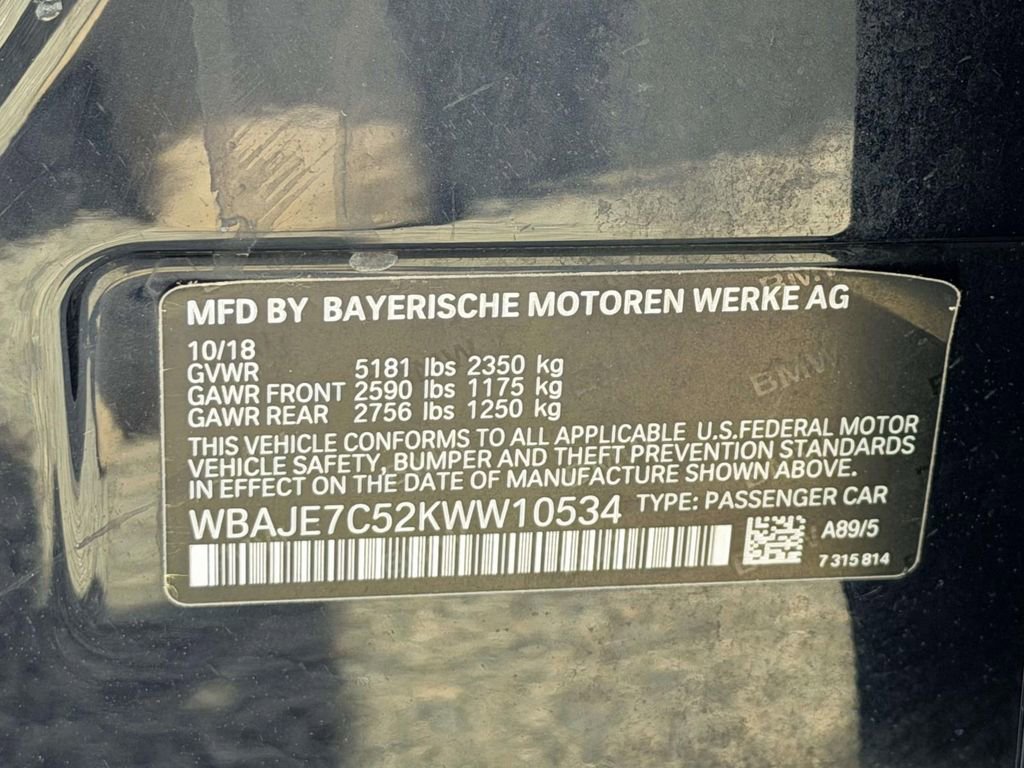 MFD BY BAYERISCHE MOTOREN WERKE AG
10/18
GVWR 5181 lbs 2350 kg
GAWR FRONT 2590 lbs 1175 kg
GAWR REAR 2756 lbs 1250 kg
THIS VEHICLE CONFORMS TO ALL APPLICABLE U.S.FEDERAL MOTOR
VEHICLE SAFETY, BUMPER AND THEFT PREVENTION STANDARDS
IN EFFECT ON THE DATE OF MANUFACTURE SHOWN ABOVE.
WBAJE7C52KWW10534 TYPE: PASSENGER CAR
A89/5
7 315 814
BMW